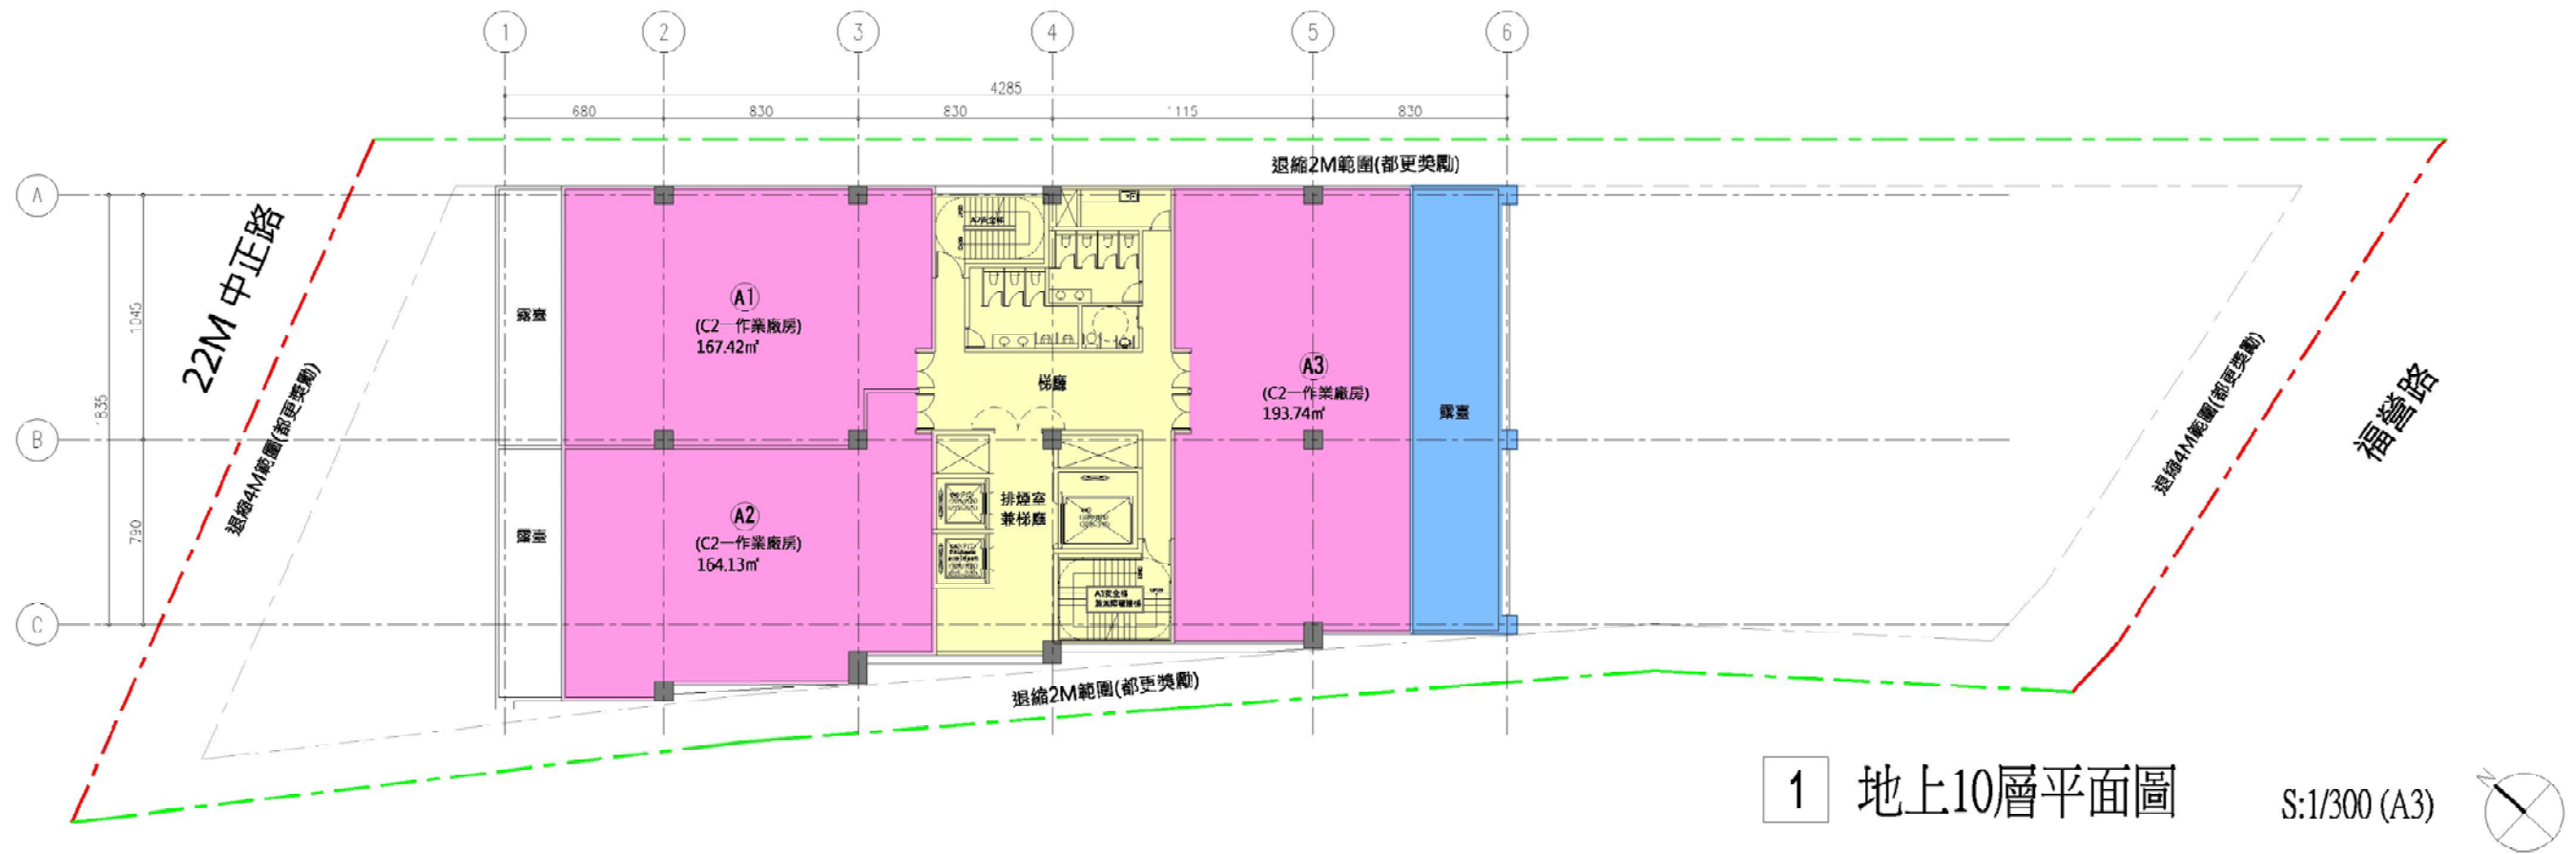 1 2 3 4 5 6
4285
680 830 830 1115 830
退縮2M範圍(都更獎勵)
A
B
C
1835
1045
790
22M 中正路
退縮4M範圍(都更獎勵)
露臺
露臺
A1
(C2一作業廠房)
167.42㎡
A2
(C2一作業廠房)
164.13㎡
梯廳
排煙室
兼梯廳
A3
(C2一作業廠房)
193.74㎡
露臺
退縮4M範圍(都更獎勵)
福營路
退縮2M範圍(都更獎勵)
1 地上10層平面圖 S:1/300 (A3)
N